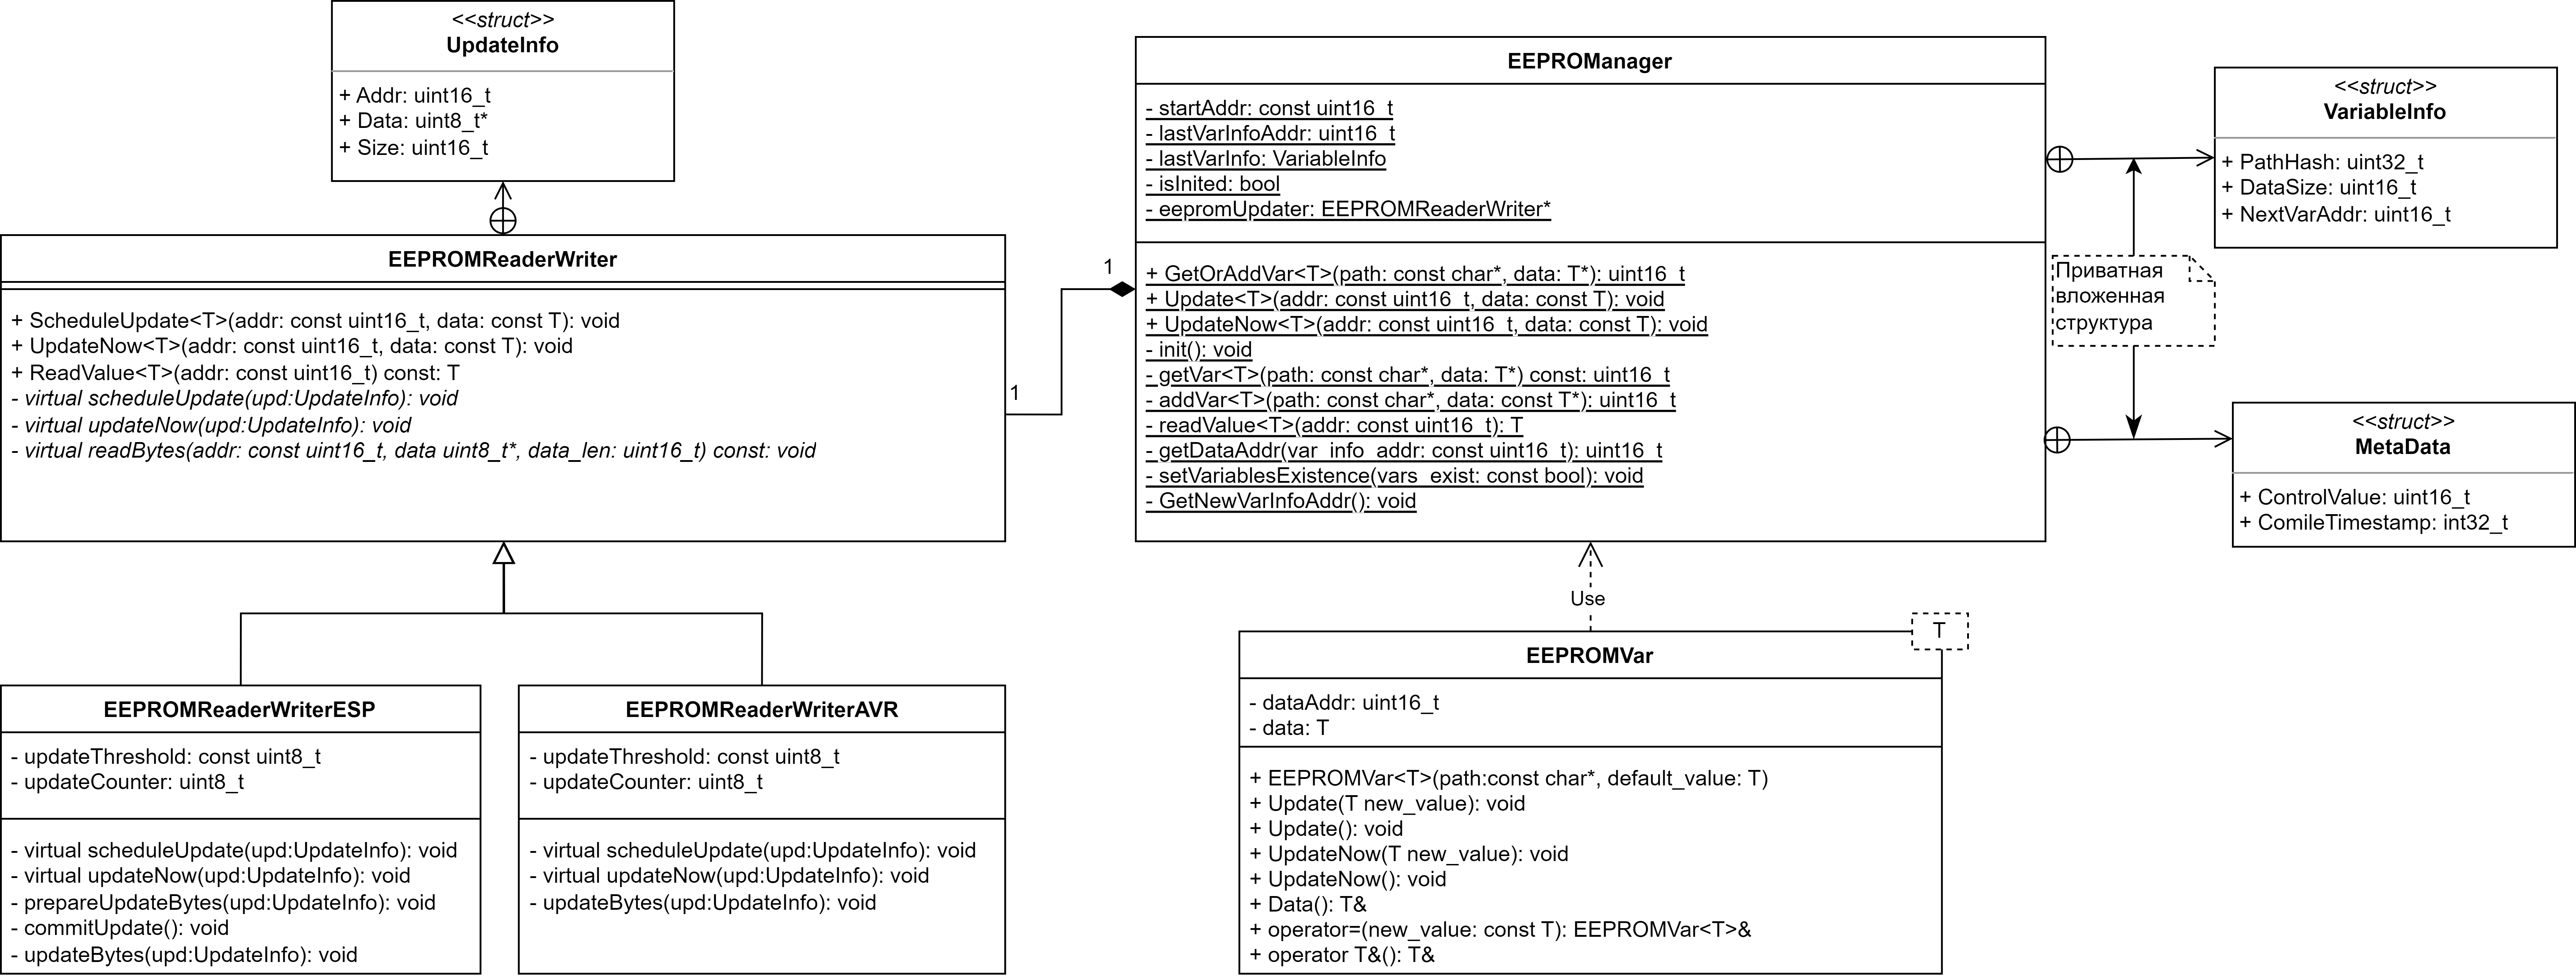 <<struct>>
UpdateInfo
+ Addr: uint16_t
+ Data: uint8_t*
+ Size: uint16_t
EEPROMReaderWriter
+ ScheduleUpdate<T>(addr: const uint16_t, data: const T): void
+ UpdateNow<T>(addr: const uint16_t, data: const T): void
+ ReadValue<T>(addr: const uint16_t) const: T
- virtual scheduleUpdate(upd:UpdateInfo): void
- virtual updateNow(upd:UpdateInfo): void
- virtual readBytes(addr: const uint16_t, data uint8_t*, data_len: uint16_t) const: void
1
1
EEPROManager
- startAddr: const uint16_t
- lastVarInfoAddr: uint16_t
- lastVarInfo: VariableInfo
- isInited: bool
- eepromUpdater: EEPROMReaderWriter*
+ GetOrAddVar<T>(path: const char*, data: T*): uint16_t
+ Update<T>(addr: const uint16_t, data: const T): void
+ UpdateNow<T>(addr: const uint16_t, data: const T): void
- init(): void
- getVar<T>(path: const char*, data: T*) const: uint16_t
- addVar<T>(path: const char*, data: const T*): uint16_t
- readValue<T>(addr: const uint16_t): T
- getDataAddr(var_info_addr: const uint16_t): uint16_t
- setVariablesExistence(vars_exist: const bool): void
- GetNewVarInfoAddr(): void
<<struct>>
VariableInfo
+ PathHash: uint32_t
+ DataSize: uint16_t
+ NextVarAddr: uint16_t
Приватная
вложенная
структура
<<struct>>
MetaData
+ ControlValue: uint16_t
+ ComileTimestamp: int32_t
Use
T
EEPROMVar
- dataAddr: uint16_t
- data: T
+ EEPROMVar<T>(path:const char*, default_value: T)
+ Update(T new_value): void
+ Update(): void
+ UpdateNow(T new_value): void
+ UpdateNow(): void
+ Data(): T&
+ operator=(new_value: const T): EEPROMVar<T>&
+ operator T&(): T&
EEPROMReaderWriterESP
- updateThreshold: const uint8_t
- updateCounter: uint8_t
- virtual scheduleUpdate(upd:UpdateInfo): void
- virtual updateNow(upd:UpdateInfo): void
- prepareUpdateBytes(upd:UpdateInfo): void
- commitUpdate(): void
- updateBytes(upd:UpdateInfo): void
EEPROMReaderWriterAVR
- updateThreshold: const uint8_t
- updateCounter: uint8_t
- virtual scheduleUpdate(upd:UpdateInfo): void
- virtual updateNow(upd:UpdateInfo): void
- updateBytes(upd:UpdateInfo): void